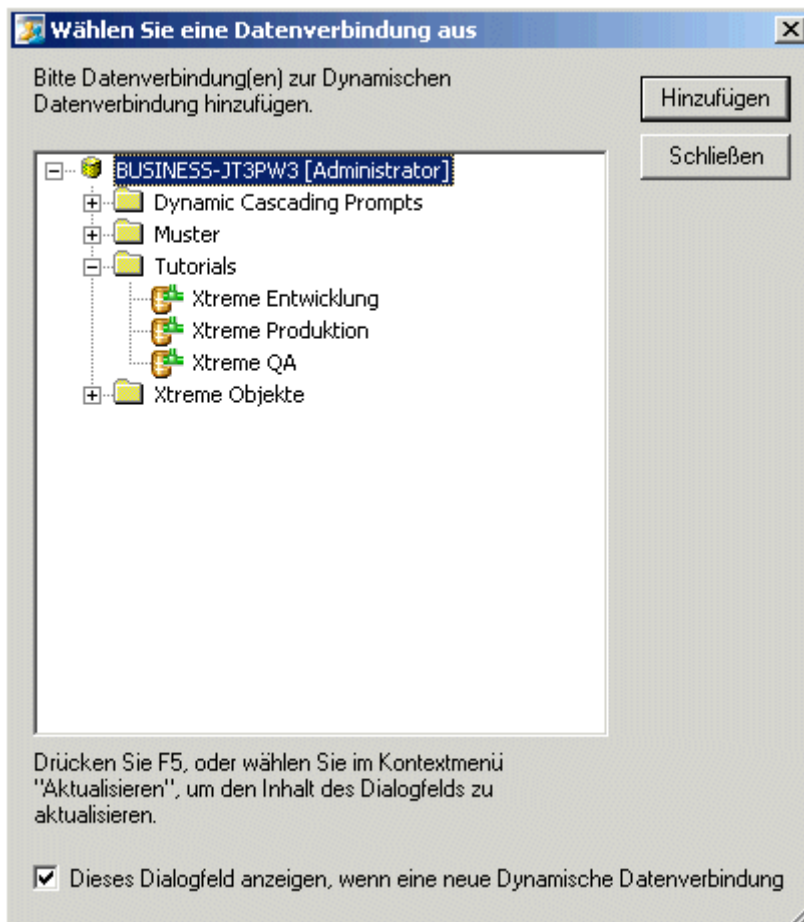 Wählen Sie eine Datenverbindung aus
Bitte Datenverbindung(en) zur Dynamischen
Datenverbindung hinzufügen.
Hinzufügen
Schließen
BUSINESS-JT3PW3 [Administrator]
Dynamic Cascading Prompts
Muster
Tutorials
Xtreme Entwicklung
Xtreme Produktion
Xtreme QA
Xtreme Objekte
Drücken Sie F5, oder wählen Sie im Kontextmenü
"Aktualisieren", um den Inhalt des Dialogfelds zu
aktualisieren.
Dieses Dialogfeld anzeigen, wenn eine neue Dynamische Datenverbindung